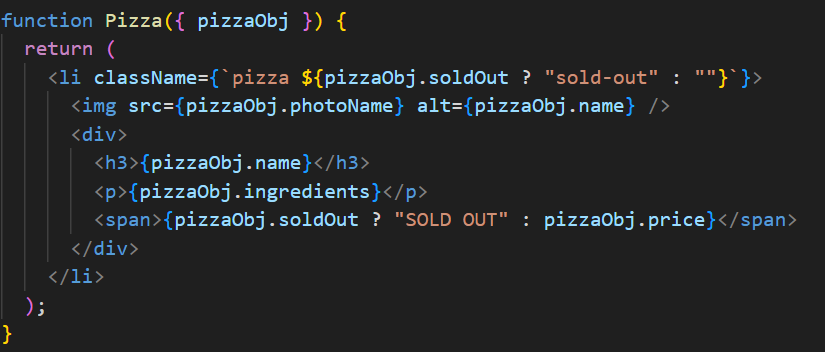 function Pizza({ pizzaObj }) {
  return (
    <li className={`pizza ${pizzaObj.soldOut ? "sold-out" : ""}`}>
      <img src={pizzaObj.photoName} alt={pizzaObj.name} />
      <div>
        <h3>{pizzaObj.name}</h3>
        <p>{pizzaObj.ingredients}</p>
        <span>{pizzaObj.soldOut ? "SOLD OUT" : pizzaObj.price}</span>
      </div>
    </li>
  );
}